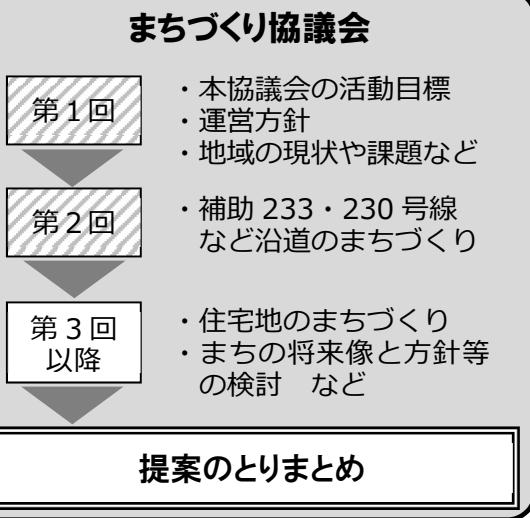 まちづくり協議会
第1回
・本協議会の活動目標
・運営方針
・地域の現状や課題など
第2回
・補助 233・230 号線
など沿道のまちづくり
第3回
以降
・住宅地のまちづくり
・まちの将来像と方針等
の検討　など
提案のとりまとめ